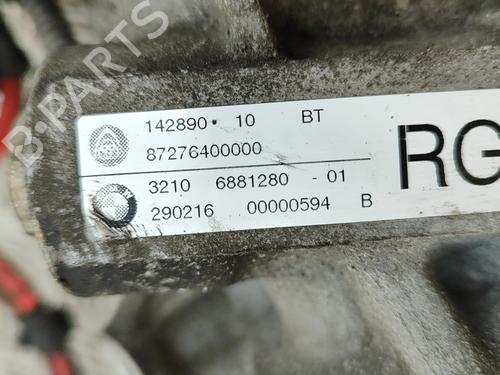 142890 10 BT
87276400000
3210 6881280 - 01
290216 00000594 B
RG
B-PARTS